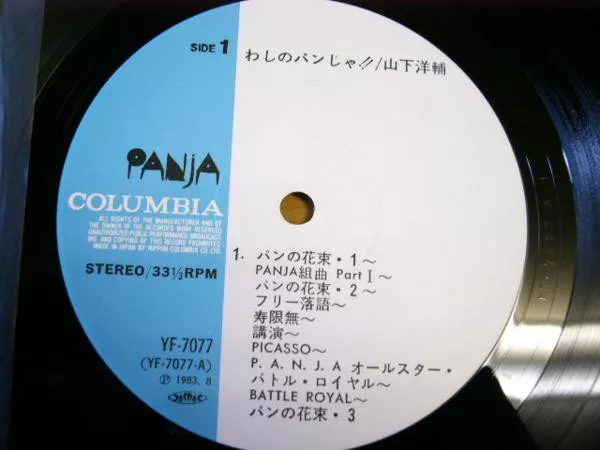 SIDE 1
わしのパンじゃ!!/山下洋輔
PANJA
COLUMBIA
ALL RIGHTS OF THE MANUFACTURER AND OF
THE OWNER OF THE RECORDED WORK RESERVED
UNAUTHORIZED PUBLIC PERFORMANCE BROADCAST
ING AND COPYING OF THIS RECORD PROHIBITED
MADE IN JAPAN BY NIPPON COLUMBIA CO. LTD.
STEREO/33⅓RPM
YF-7077
(YF-7077-A)
Ⓟ 1983. 8
1. パンの花束・1〜
PANJA組曲 Part I〜
パンの花束・2〜
フリー落語〜
寿限無〜
講演〜
PICASSO〜
P. A. N. J. A オールスター・
バトル・ロイヤル〜
BATTLE ROYAL〜
パンの花束・3